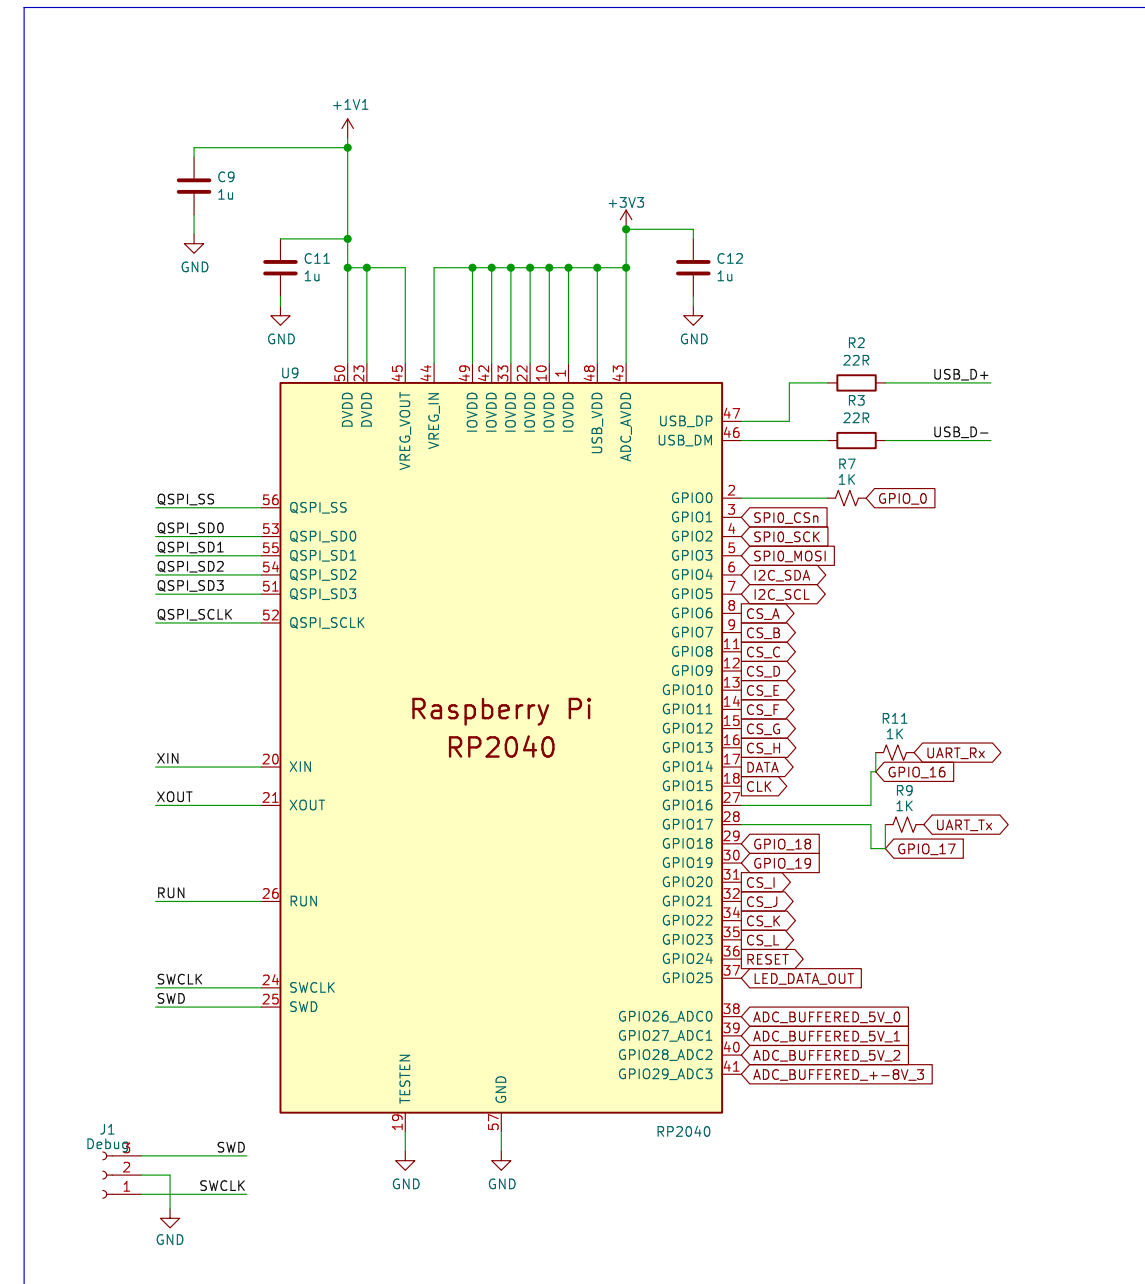 +1V1
C9
1u
GND
+3V3
C11
1u
GND
C12
1u
GND
U9
50
23
45
44
49
42
33
22
10
1
48
43
DVDD
DVDD
VREG_VOUT
VREG_IN
IOVDD
IOVDD
IOVDD
IOVDD
IOVDD
IOVDD
USB_VDD
ADC_AVDD
R2
22R
USB_D+
R3
22R
USB_D-
USB_DP 47
USB_DM 46
R7
1K
GPIO0 2 GPIO_0
GPIO1 3 SPI0_CSn
GPIO2 4 SPI0_SCK
GPIO3 5 SPI0_MOSI
GPIO4 6 I2C_SDA
GPIO5 7 I2C_SCL
GPIO6 8 CS_A
GPIO7 9 CS_B
GPIO8 11 CS_C
GPIO9 12 CS_D
GPIO10 13 CS_E
GPIO11 14 CS_F
GPIO12 15 CS_G
GPIO13 16 CS_H
GPIO14 17 DATA
GPIO15 18 CLK
GPIO16 27
GPIO17 28
R11
1K
UART_Rx
GPIO_16
R9
1K
UART_Tx
GPIO_17
GPIO18 29 GPIO_18
GPIO19 30 GPIO_19
GPIO20 31 CS_I
GPIO21 32 CS_J
GPIO22 34 CS_K
GPIO23 35 CS_L
GPIO24 36 RESET
GPIO25 37 LED_DATA_OUT
GPIO26_ADC0 38 ADC_BUFFERED_5V_0
GPIO27_ADC1 39 ADC_BUFFERED_5V_1
GPIO28_ADC2 40 ADC_BUFFERED_5V_2
GPIO29_ADC3 41 ADC_BUFFERED_+-8V_3
QSPI_SS 56 QSPI_SS
QSPI_SD0 53 QSPI_SD0
QSPI_SD1 55 QSPI_SD1
QSPI_SD2 54 QSPI_SD2
QSPI_SD3 51 QSPI_SD3
QSPI_SCLK 52 QSPI_SCLK
Raspberry Pi
RP2040
XIN 20 XIN
XOUT 21 XOUT
RUN 26 RUN
SWCLK 24 SWCLK
SWD 25 SWD
TESTEN
19
GND
GND
57
GND
RP2040
J1
Debug
3 SWD
2
1 SWCLK
GND